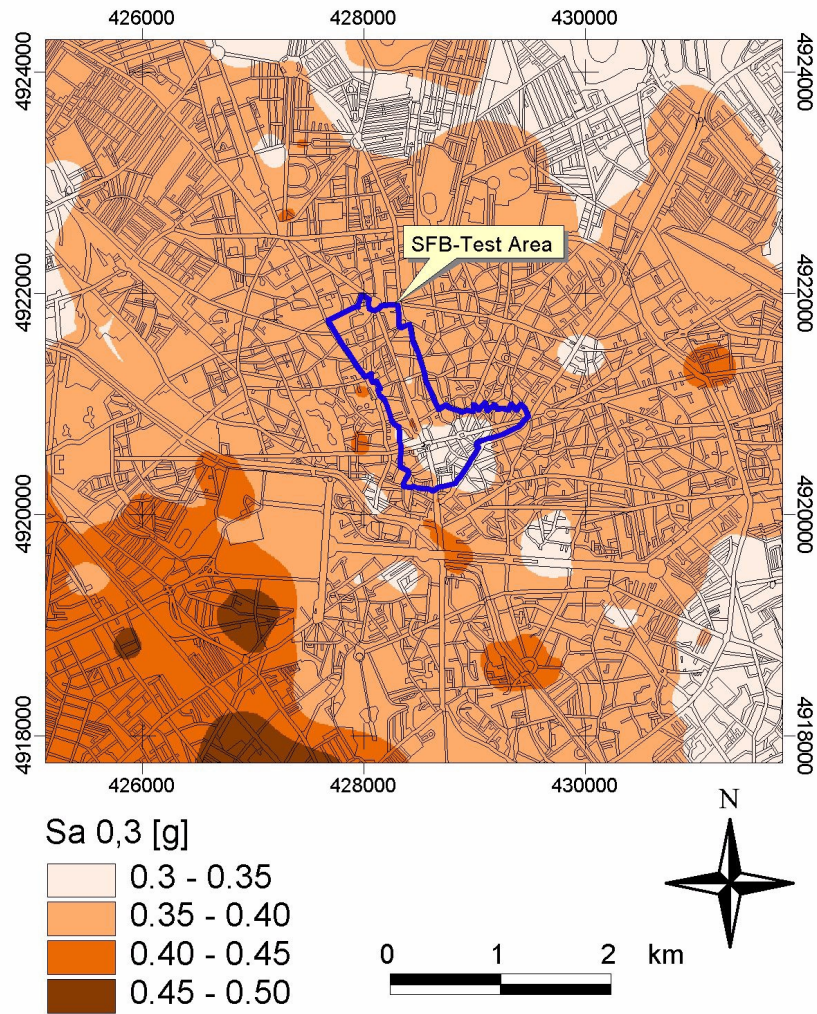 426000 428000 430000
4924000 4924000
SFB-Test Area
4922000 4922000
4920000 4920000
4918000 4918000
426000 428000 430000
N
Sa 0,3 [g]
0.3 - 0.35
0.35 - 0.40
0.40 - 0.45
0.45 - 0.50
0 1 2 km